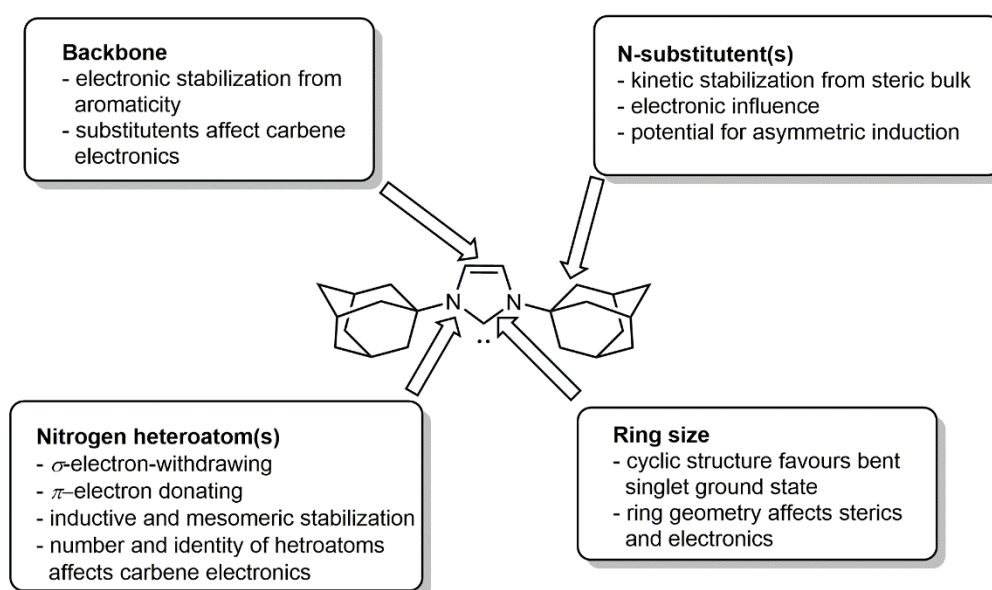 Backbone
- electronic stabilization from
aromaticity
- substitutents affect carbene
electronics
N-substitutent(s)
- kinetic stabilization from steric bulk
- electronic influence
- potential for asymmetric induction
N
N
..
Nitrogen heteroatom(s)
- σ-electron-withdrawing
- π–electron donating
- inductive and mesomeric stabilization
- number and identity of hetroatoms
affects carbene electronics
Ring size
- cyclic structure favours bent
singlet ground state
- ring geometry affects sterics
and electronics